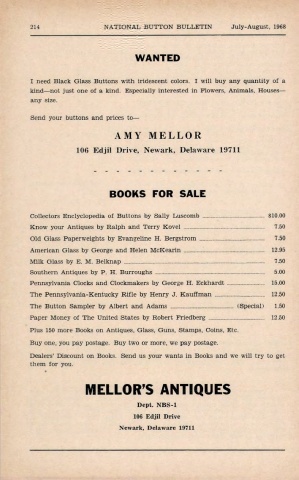 214 NATIONAL BUTTON BULLETIN July-August, 1968
WANTED
I need Black Glass Buttons with iridescent colors. I will buy any quantity of a
kind—not just one of a kind. Especially interested in Flowers, Animals, Houses—
any size.
Send your buttons and prices to—
AMY MELLOR
106 Edjil Drive, Newark, Delaware 19711
- - - - - - - - - - - -
BOOKS FOR SALE
Collectors Enclyclopedia of Buttons by Sally Luscomb $10.00
Know your Antiques by Ralph and Terry Kovel 7.50
Old Glass Paperweights by Evangeline H. Bergstrom 7.50
American Glass by George and Helen McKearin 12.95
Milk Glass by E. M. Belknap 7.50
Southern Antiques by P. H. Burroughs 5.00
Pennsylvania Clocks and Clockmakers by George H. Eckhardt 15.00
The Pennsylvania-Kentucky Rifle by Henry J. Kauffman 12.50
The Button Sampler by Albert and Adams (Special) 1.50
Paper Money of The United States by Robert Friedberg 12.50
Plus 150 more Books on Antiques, Glass, Guns, Stamps, Coins, Etc.
Buy one, you pay postage. Buy two or more, we pay postage.
Dealers' Discount on Books. Send us your wants in Books and we will try to get
them for you.
MELLOR'S ANTIQUES
Dept. NBS-1
106 Edjil Drive
Newark, Delaware 19711